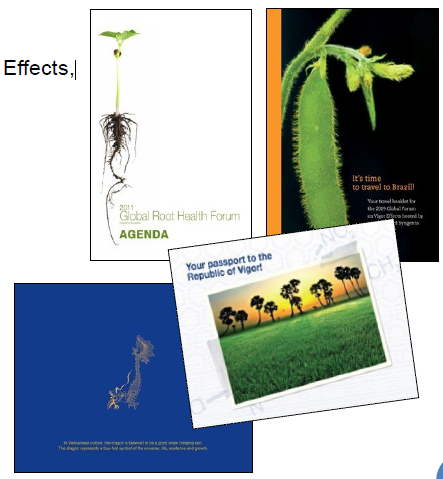 Effects,
2011
Global Root Health Forum
AGENDA
It's time
to travel to Brazil!
Your travel booklet for
the 2009 Global Forum
on Vigor Effects hosted by
Syngenta
Your passport to the
Republic of Vigor!
In Vietnamese culture, the dragon is believed to be a good omen bringing rain.
The dragon represents a four-fold symbol of the universe, life, existence and growth.